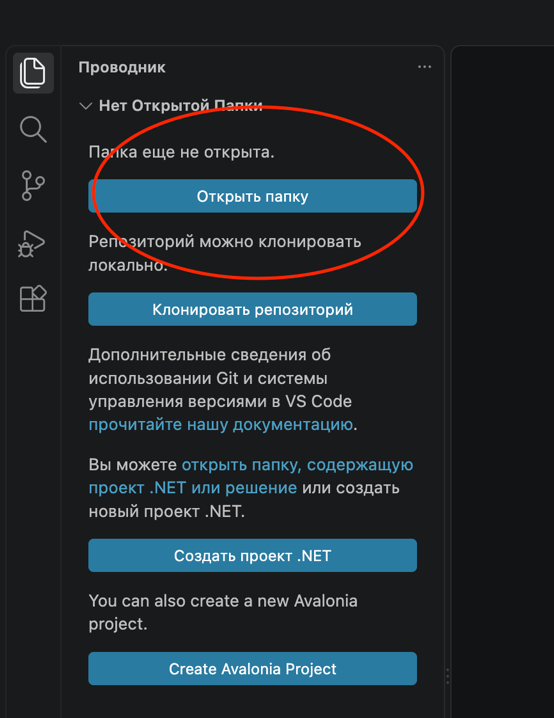 Проводник
Нет Открытой Папки
Папка еще не открыта.
Открыть папку
Репозиторий можно клонировать
локально.
Клонировать репозиторий
Дополнительные сведения об
использовании Git и системы
управления версиями в VS Code
прочитайте нашу документацию.
Вы можете открыть папку, содержащую
проект .NET или решение или создать
новый проект .NET.
Создать проект .NET
You can also create a new Avalonia
project.
Create Avalonia Project